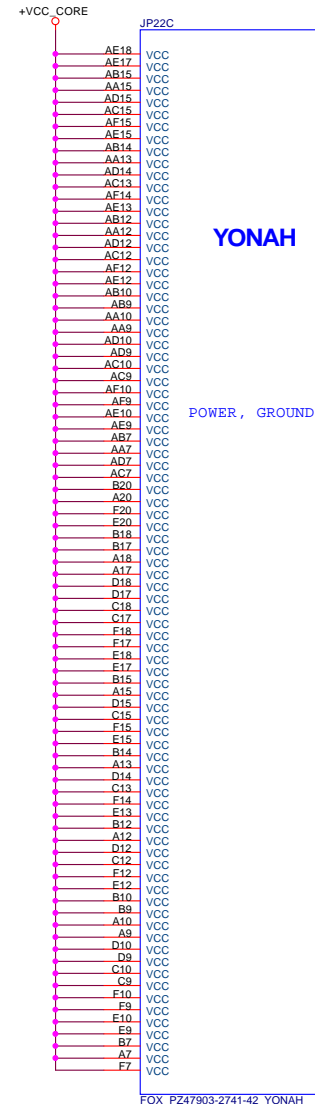 +VCC_CORE
JP22C
AE18 VCC
AE17 VCC
AB15 VCC
AA15 VCC
AD15 VCC
AC15 VCC
AF15 VCC
AE15 VCC
AB14 VCC
AA13 VCC
AD14 VCC
AC13 VCC
AF14 VCC
AE13 VCC
AB12 VCC
AA12 VCC
YONAH
AD12 VCC
AC12 VCC
AF12 VCC
AE12 VCC
AB10 VCC
AB9 VCC
AA10 VCC
AA9 VCC
AD10 VCC
AD9 VCC
AC10 VCC
AC9 VCC
AF10 VCC
AF9 VCC
AE10 VCC
POWER, GROUND
AE9 VCC
AB7 VCC
AA7 VCC
AD7 VCC
AC7 VCC
B20 VCC
A20 VCC
F20 VCC
E20 VCC
B18 VCC
B17 VCC
A18 VCC
A17 VCC
D18 VCC
D17 VCC
C18 VCC
C17 VCC
F18 VCC
F17 VCC
E18 VCC
E17 VCC
B15 VCC
A15 VCC
D15 VCC
C15 VCC
F15 VCC
E15 VCC
B14 VCC
A13 VCC
D14 VCC
C13 VCC
F14 VCC
E13 VCC
B12 VCC
A12 VCC
D12 VCC
C12 VCC
F12 VCC
E12 VCC
B10 VCC
B9 VCC
A10 VCC
A9 VCC
D10 VCC
D9 VCC
C10 VCC
C9 VCC
F10 VCC
F9 VCC
E10 VCC
E9 VCC
B7 VCC
A7 VCC
F7 VCC
FOX_PZ47903-2741-42_YONAH